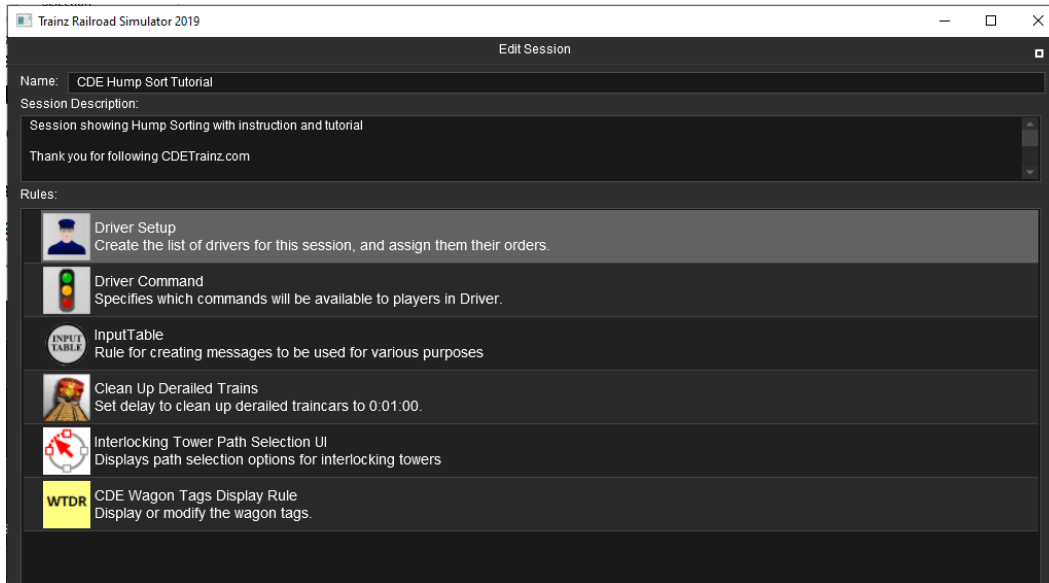 Trainz Railroad Simulator 2019
Edit Session
Name: CDE Hump Sort Tutorial
Session Description:
Session showing Hump Sorting with instruction and tutorial
Thank you for following CDETrainz.com
Rules:
Driver Setup
Create the list of drivers for this session, and assign them their orders.
Driver Command
Specifies which commands will be available to players in Driver.
INPUT
TABLE
InputTable
Rule for creating messages to be used for various purposes
Clean Up Derailed Trains
Set delay to clean up derailed traincars to 0:01:00.
Interlocking Tower Path Selection UI
Displays path selection options for interlocking towers
WTDR
CDE Wagon Tags Display Rule
Display or modify the wagon tags.